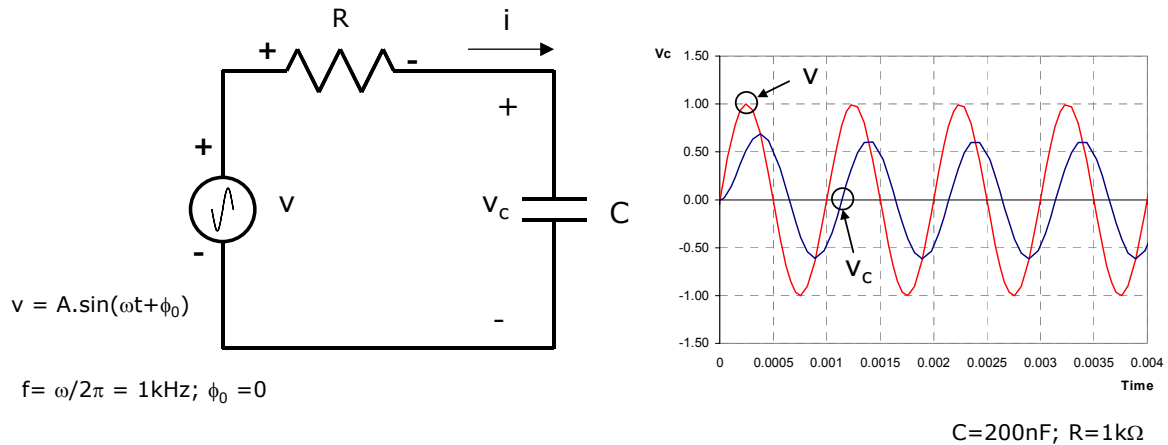 R
i
+
-
+
+
v
v_c
C
-
-
v = A.sin(ωt+ϕ₀)
f= ω/2π = 1kHz; ϕ₀ =0
Vc
1.50
1.00
0.50
0.00
-0.50
-1.00
-1.50
v
v_c
0
0.0005
0.001
0.0015
0.002
0.0025
0.003
0.0035
0.004
Time
C=200nF; R=1kΩ